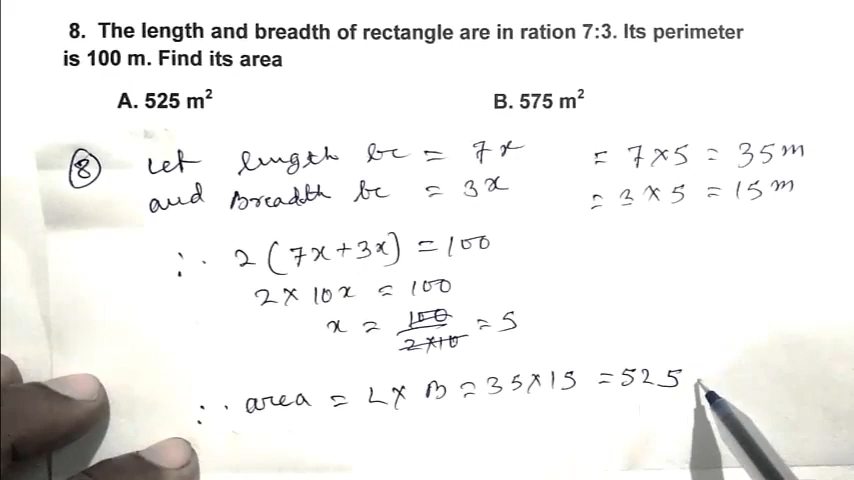 8. The length and breadth of rectangle are in ration 7:3. Its perimeter
is 100 m. Find its area
A. 525 m² B. 575 m²
8 Let length be = 7x = 7×5 = 35m
and Breadth be = 3x = 3×5 = 15m
∴ 2(7x+3x) = 100
2×10x = 100
x = 100/2×10 = 5
∴ area = L×B = 35×15 = 525